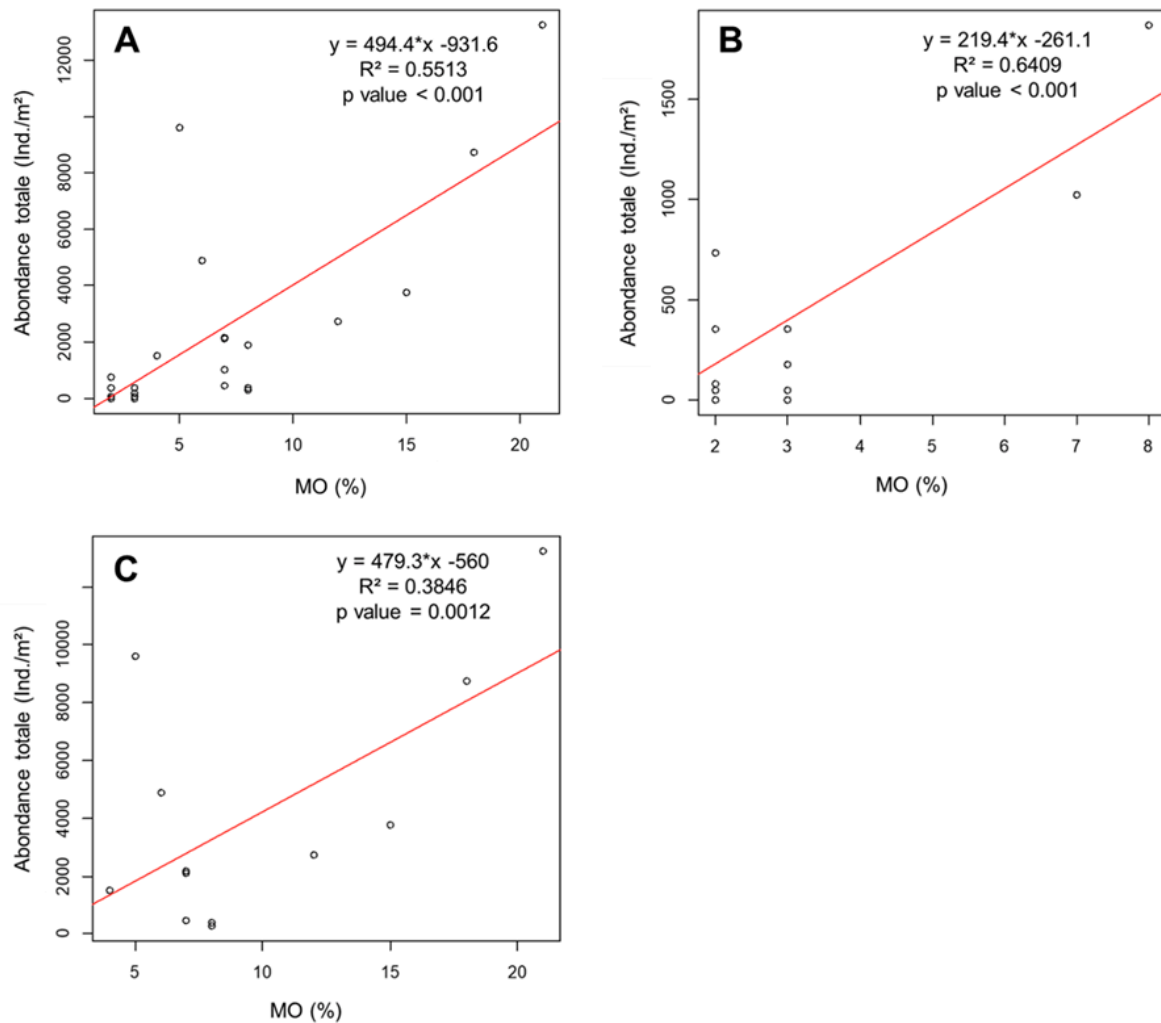 A
y = 494.4*x -931.6
R² = 0.5513
p value < 0.001
Abondance totale (Ind./m²)
0
2000
4000
6000
8000
12000
5
10
15
20
MO (%)
B
y = 219.4*x -261.1
R² = 0.6409
p value < 0.001
Abondance totale (Ind./m²)
0
500
1000
1500
2
3
4
5
6
7
8
MO (%)
C
y = 479.3*x -560
R² = 0.3846
p value = 0.0012
Abondance totale (Ind./m²)
0
2000
4000
6000
8000
10000
5
10
15
20
MO (%)